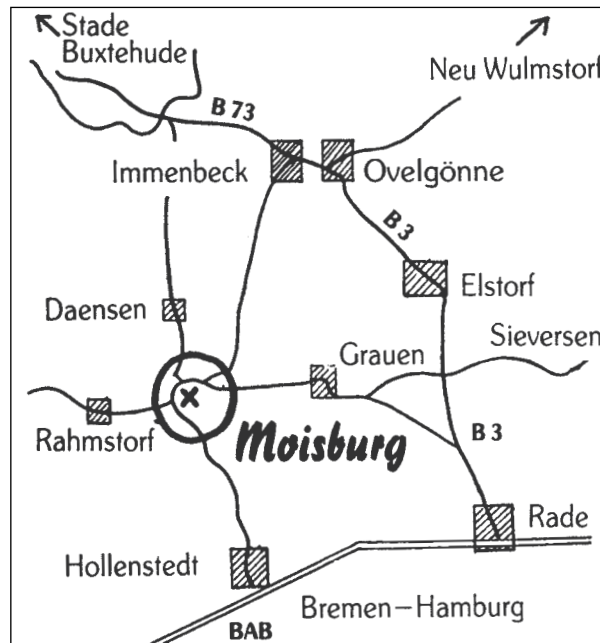 Stade
Buxtehude
Neu Wulmstorf
B 73
Immenbeck
Ovelgönne
B 3
Elstorf
Daensen
Sieversen
Grauen
Rahmstorf
Moisburg
B 3
Rade
Hollenstedt
Bremen-Hamburg
BAB